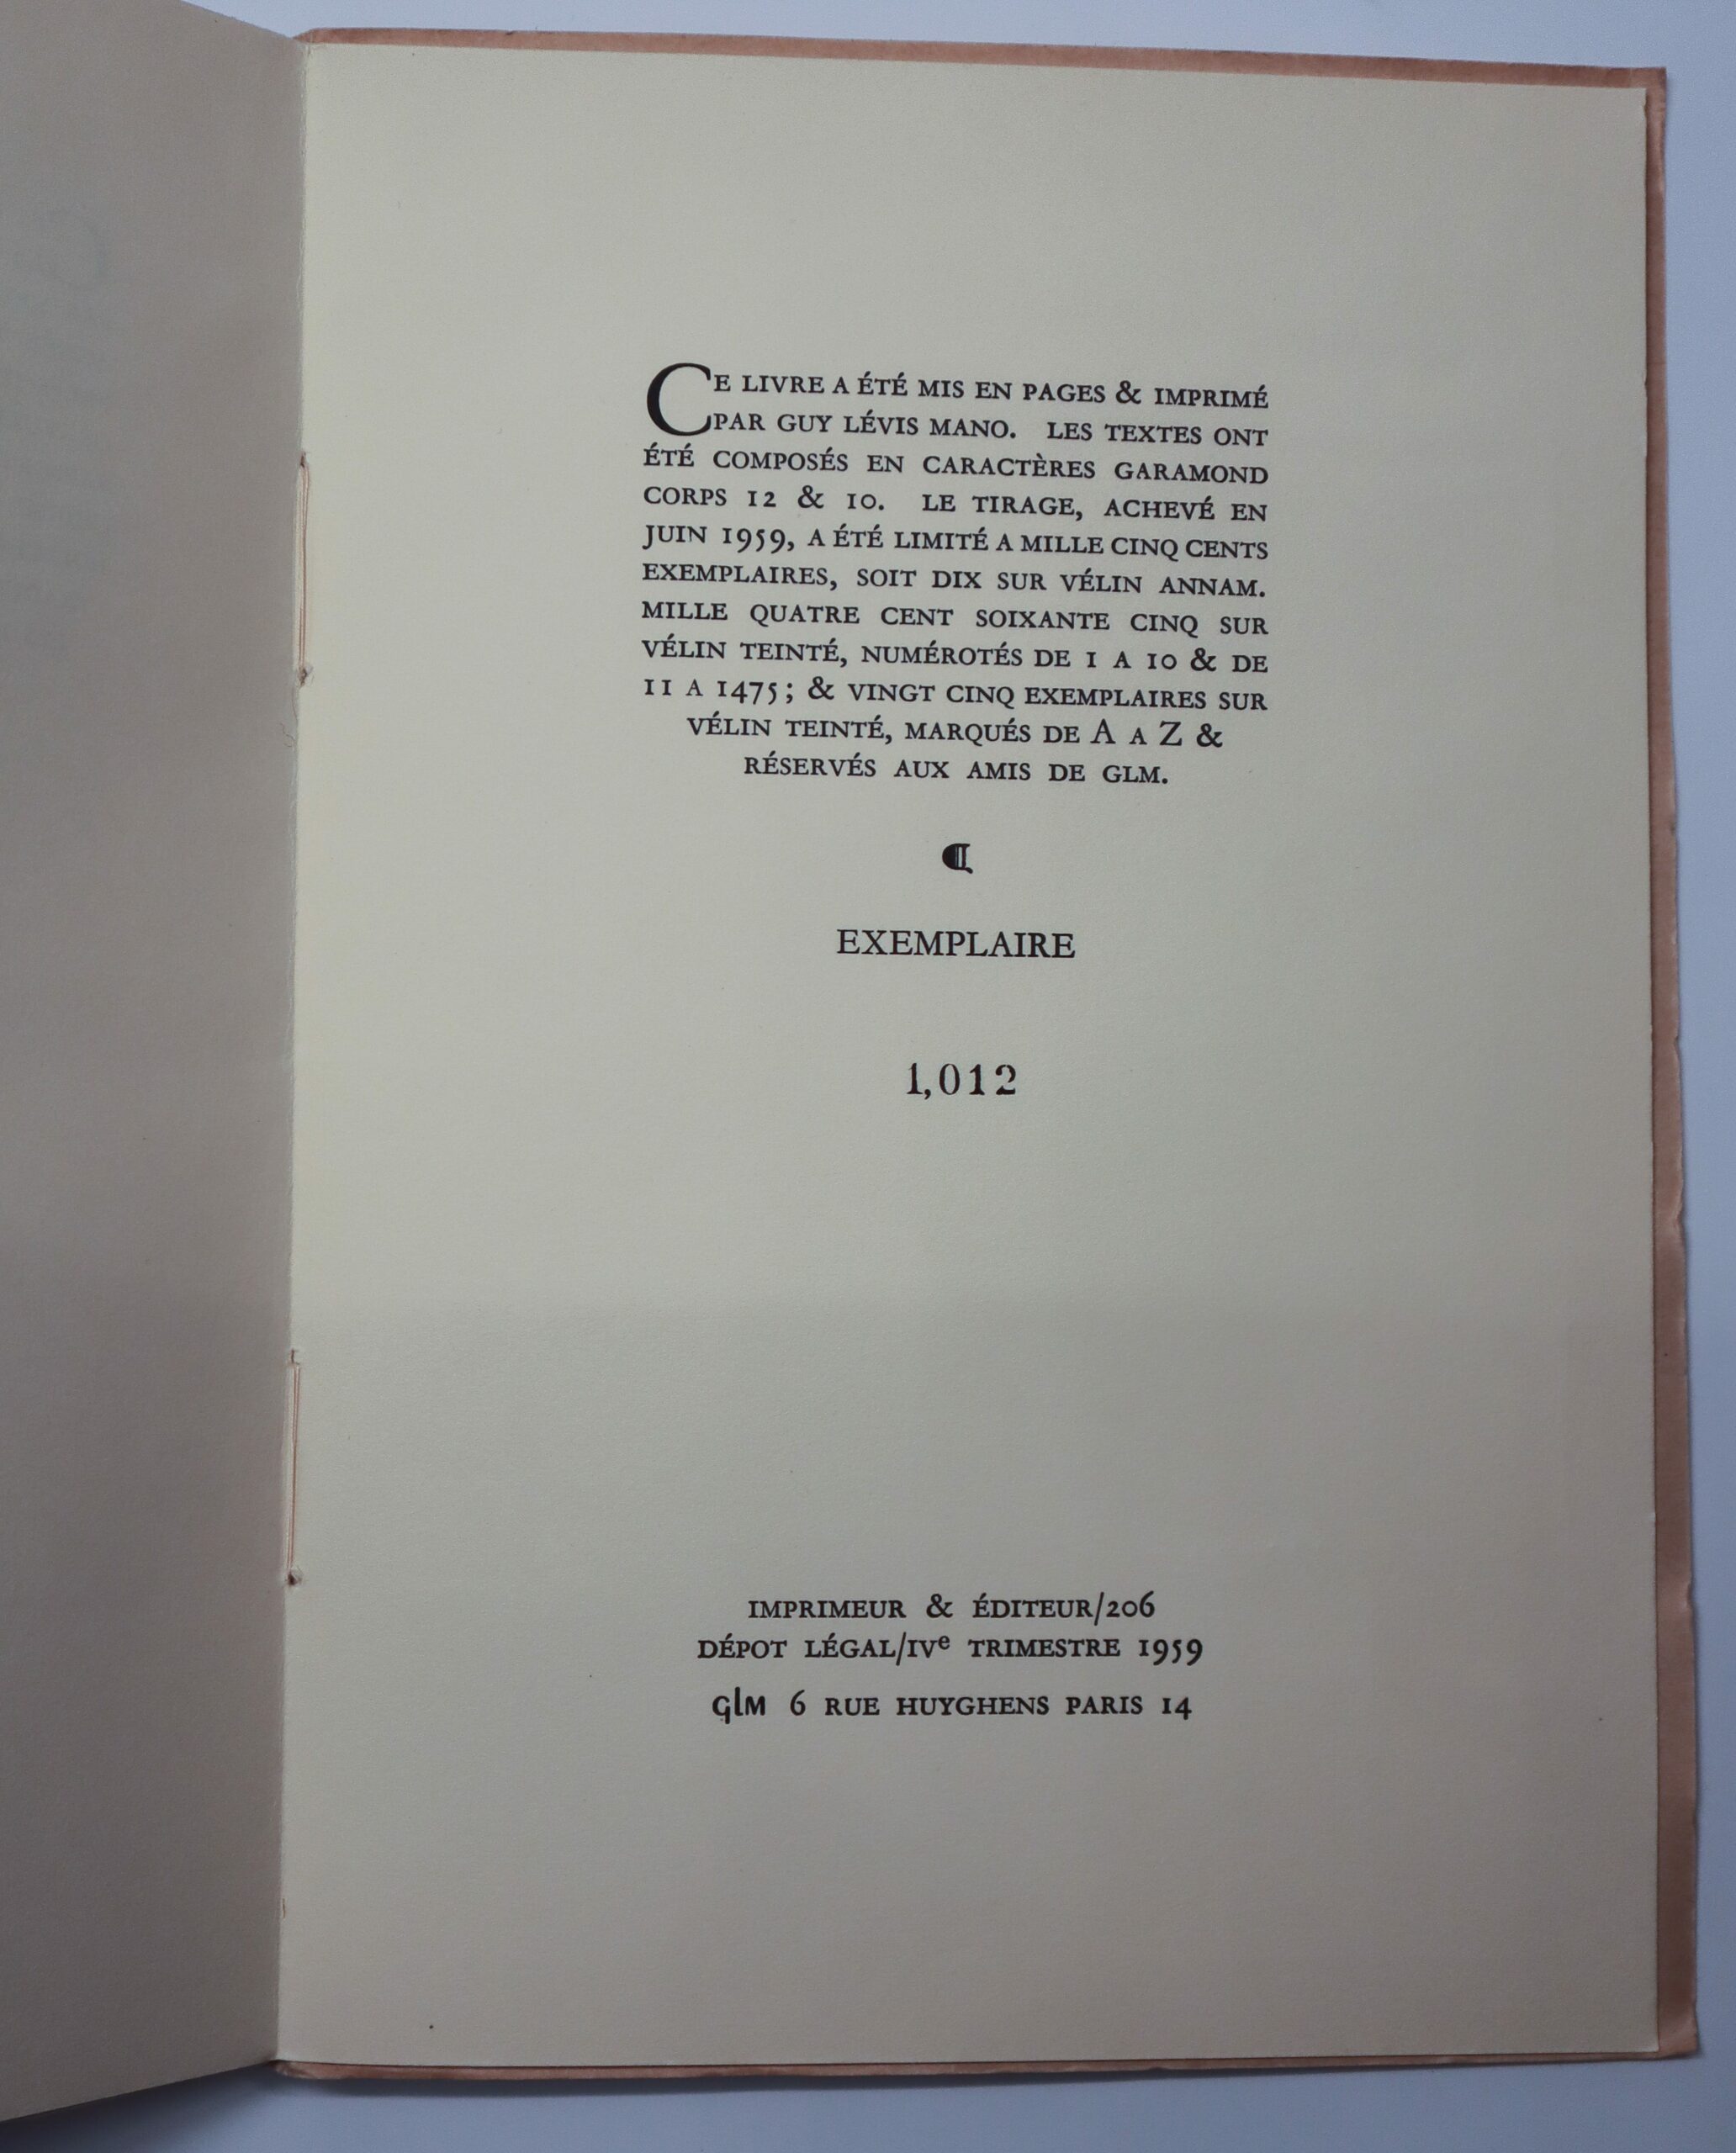 CE LIVRE A ÉTÉ MIS EN PAGES & IMPRIMÉ
PAR GUY LÉVIS MANO. LES TEXTES ONT
ÉTÉ COMPOSÉS EN CARACTÈRES GARAMOND
CORPS 12 & 10. LE TIRAGE, ACHEVÉ EN
JUIN 1959, A ÉTÉ LIMITÉ A MILLE CINQ CENTS
EXEMPLAIRES, SOIT DIX SUR VÉLIN ANNAM.
MILLE QUATRE CENT SOIXANTE CINQ SUR
VÉLIN TEINTÉ, NUMÉROTÉS DE 1 A 10 & DE
11 A 1475; & VINGT CINQ EXEMPLAIRES SUR
VÉLIN TEINTÉ, MARQUÉS DE A A Z &
RÉSERVÉS AUX AMIS DE GLM.
¶
EXEMPLAIRE
1,012
IMPRIMEUR & ÉDITEUR/206
DÉPOT LÉGAL/IVe TRIMESTRE 1959
GLM 6 RUE HUYGHENS PARIS 14